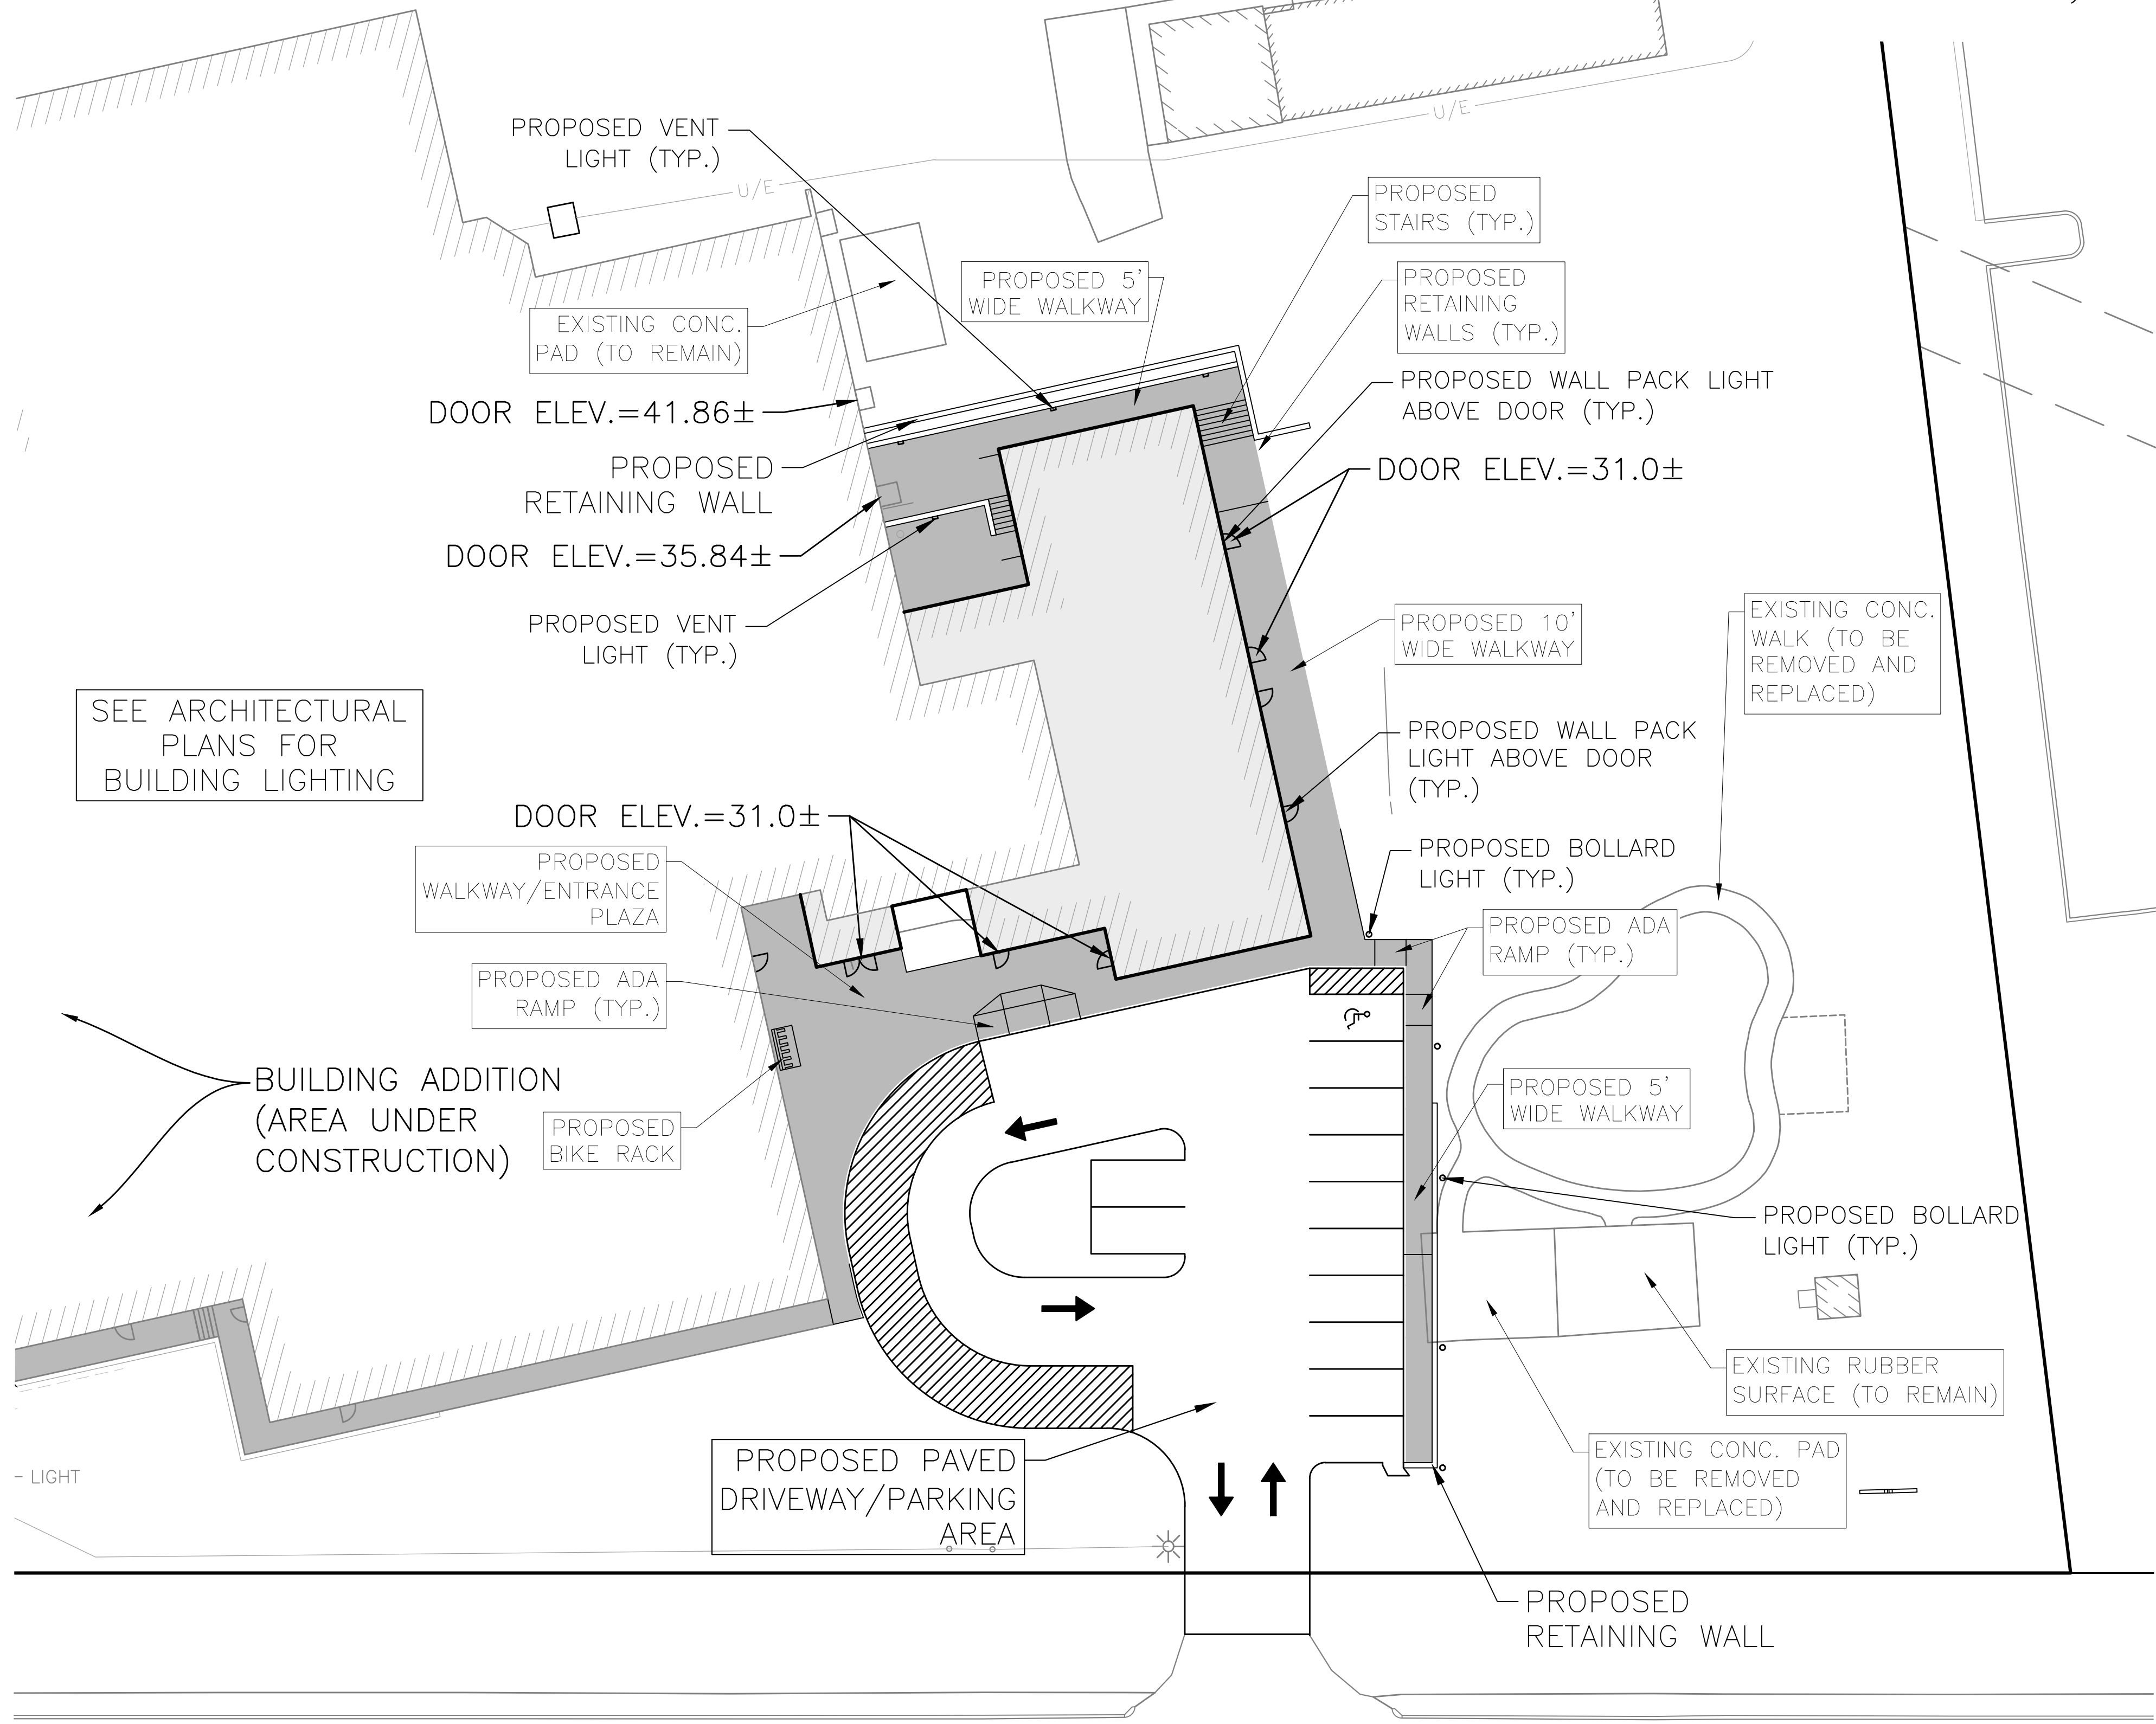 U/E
PROPOSED VENT
LIGHT (TYP.)
U/E
PROPOSED
STAIRS (TYP.)
PROPOSED 5'
WIDE WALKWAY
PROPOSED
RETAINING
WALLS (TYP.)
EXISTING CONC.
PAD (TO REMAIN)
DOOR ELEV.=41.86±
PROPOSED WALL PACK LIGHT
ABOVE DOOR (TYP.)
PROPOSED
RETAINING WALL
DOOR ELEV.=31.0±
DOOR ELEV.=35.84±
PROPOSED VENT
LIGHT (TYP.)
PROPOSED 10'
WIDE WALKWAY
EXISTING CONC.
WALK (TO BE
REMOVED AND
REPLACED)
SEE ARCHITECTURAL
PLANS FOR
BUILDING LIGHTING
PROPOSED WALL PACK
LIGHT ABOVE DOOR
(TYP.)
DOOR ELEV.=31.0±
PROPOSED
WALKWAY/ENTRANCE
PLAZA
PROPOSED BOLLARD
LIGHT (TYP.)
PROPOSED ADA
RAMP (TYP.)
PROPOSED ADA
RAMP (TYP.)
BUILDING ADDITION
(AREA UNDER
CONSTRUCTION)
PROPOSED
BIKE RACK
PROPOSED 5'
WIDE WALKWAY
PROPOSED BOLLARD
LIGHT (TYP.)
EXISTING RUBBER
SURFACE (TO REMAIN)
EXISTING CONC. PAD
(TO BE REMOVED
AND REPLACED)
PROPOSED PAVED
DRIVEWAY/PARKING
AREA
LIGHT
PROPOSED
RETAINING WALL